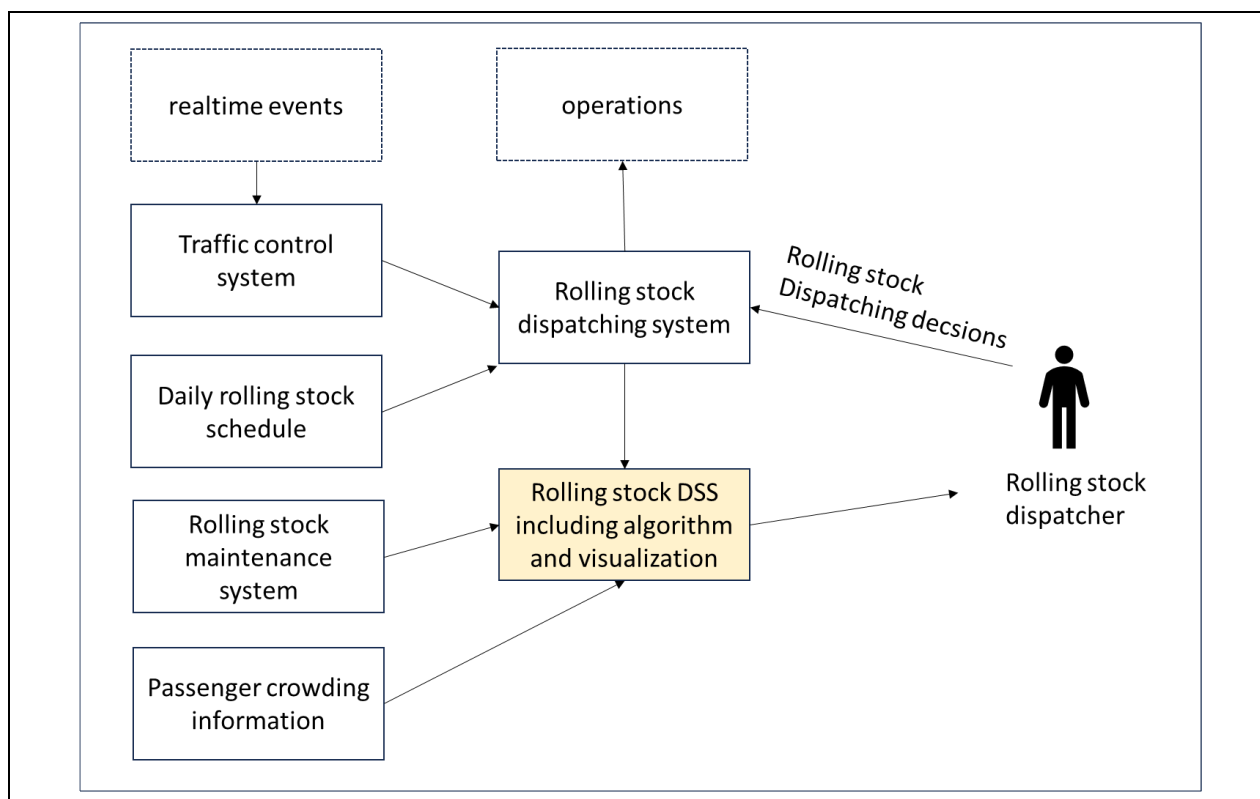 realtime events
operations
Traffic control
system
Rolling stock
dispatching system
Rolling stock
Dispatching decsions
Daily rolling stock
schedule
Rolling stock
maintenance
system
Rolling stock DSS
including algorithm
and visualization
Rolling stock
dispatcher
Passenger crowding
information